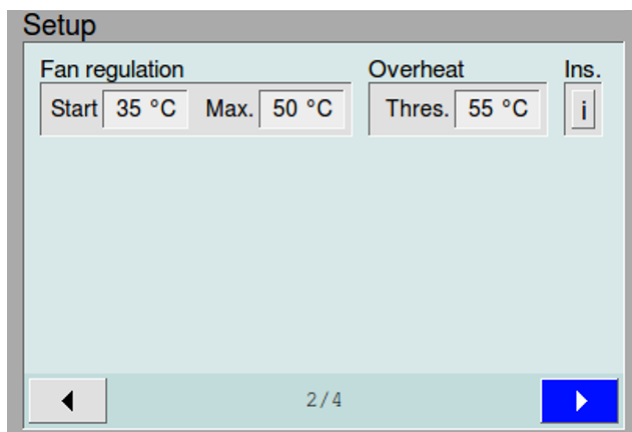 Setup
Fan regulation Overheat Ins.
Start 35 °C Max. 50 °C Thres. 55 °C i
2/4